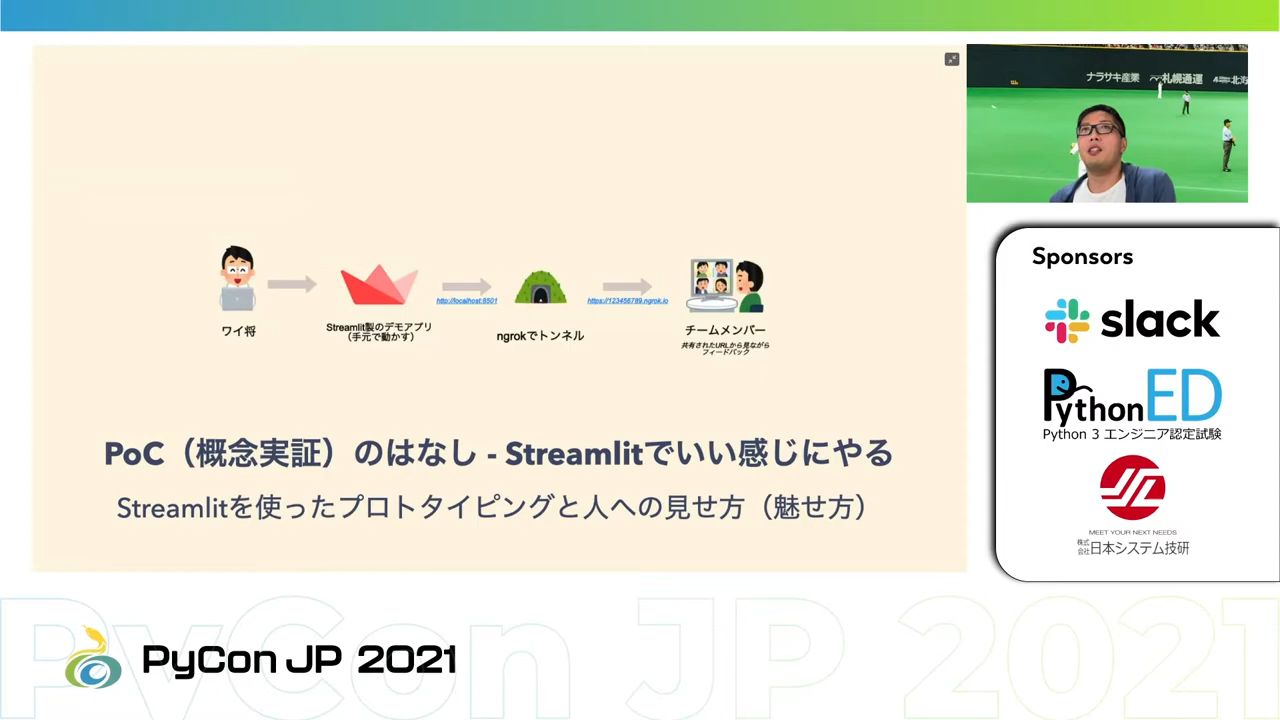 ナラサキ産業
札幌通運
ワイ将
Streamlit製のデモアプリ
（手元で動かす）
http://localhost:8501
ngrokでトンネル
https://123456789.ngrok.io
チームメンバー
共有されたURLから見ながら
フィードバック
PoC（概念実証）のはなし - Streamlitでいい感じにやる
Streamlitを使ったプロトタイピングと人への見せ方（魅せ方）
Sponsors
slack
PythonED
Python 3 エンジニア認定試験
MEET YOUR NEXT NEEDS
株式会社日本システム技研
PyCon JP 2021
PyCon JP 2021